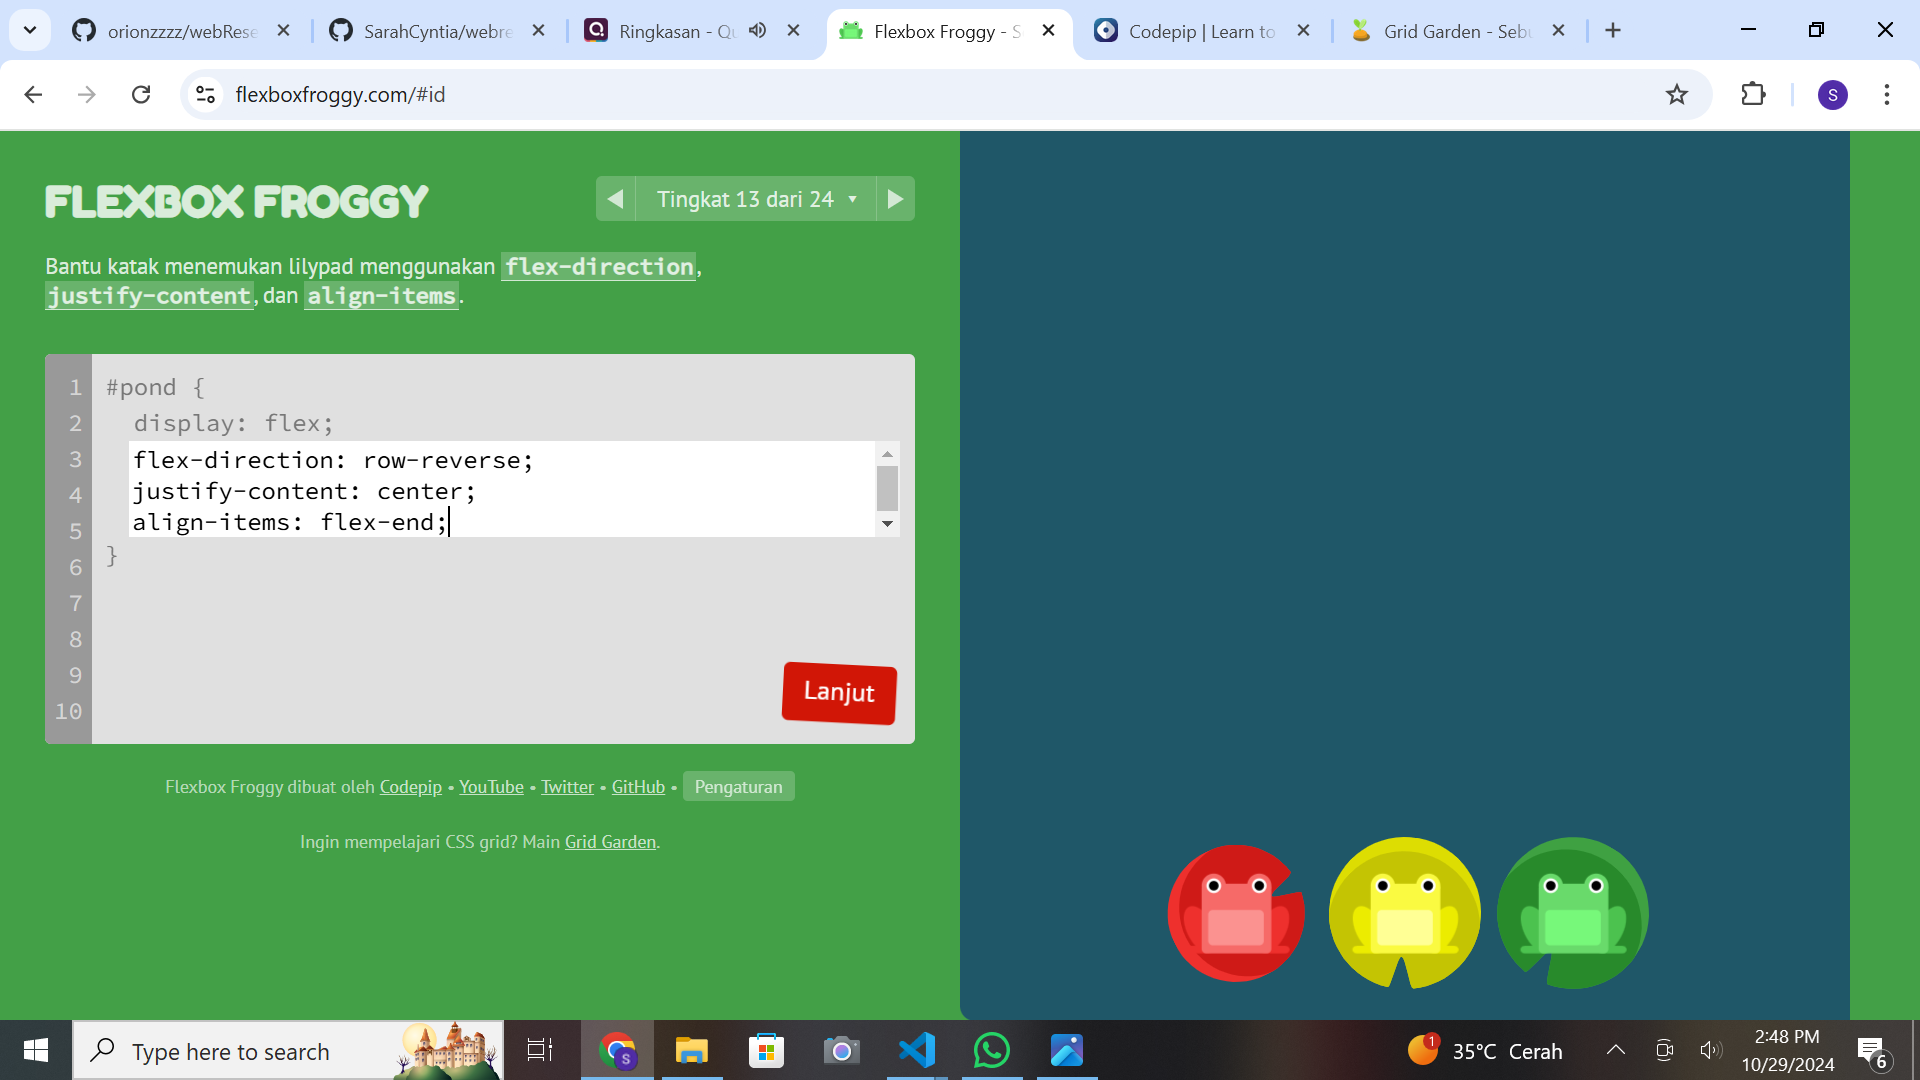 orionzzzz/webRese
SarahCyntia/webre
Ringkasan - Qu
Flexbox Froggy - S
Codepip | Learn to
Grid Garden - Sebu
flexboxfroggy.com/#id
S
FLEXBOX FROGGY
Tingkat 13 dari 24
Bantu katak menemukan lilypad menggunakan flex-direction,
justify-content, dan align-items.
1 #pond {
2 display: flex;
3 flex-direction: row-reverse;
4 justify-content: center;
5 align-items: flex-end;
6 }
7
8
9
10
Lanjut
Flexbox Froggy dibuat oleh Codepip • YouTube • Twitter • GitHub • Pengaturan
Ingin mempelajari CSS grid? Main Grid Garden.
Type here to search
S
1
35°C Cerah
2:48 PM
10/29/2024
6